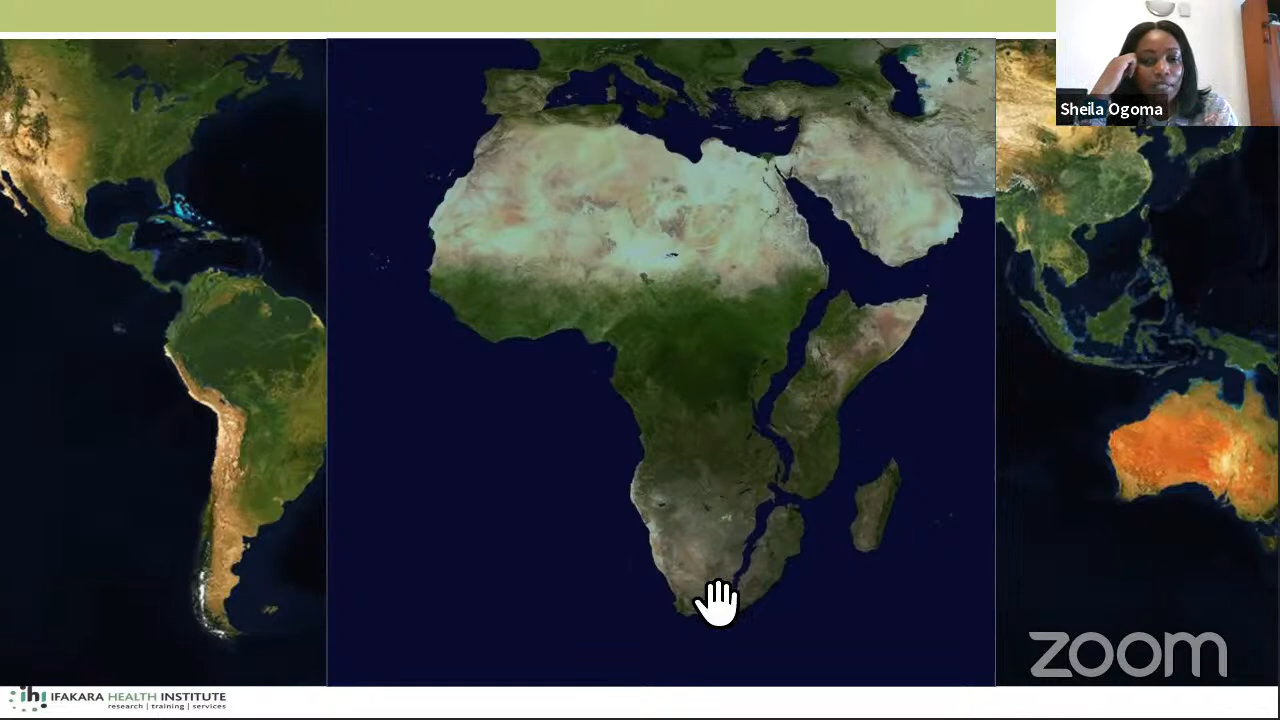 Sheila Ogoma
zoom
ihi IFAKARA HEALTH INSTITUTE
research | training | services